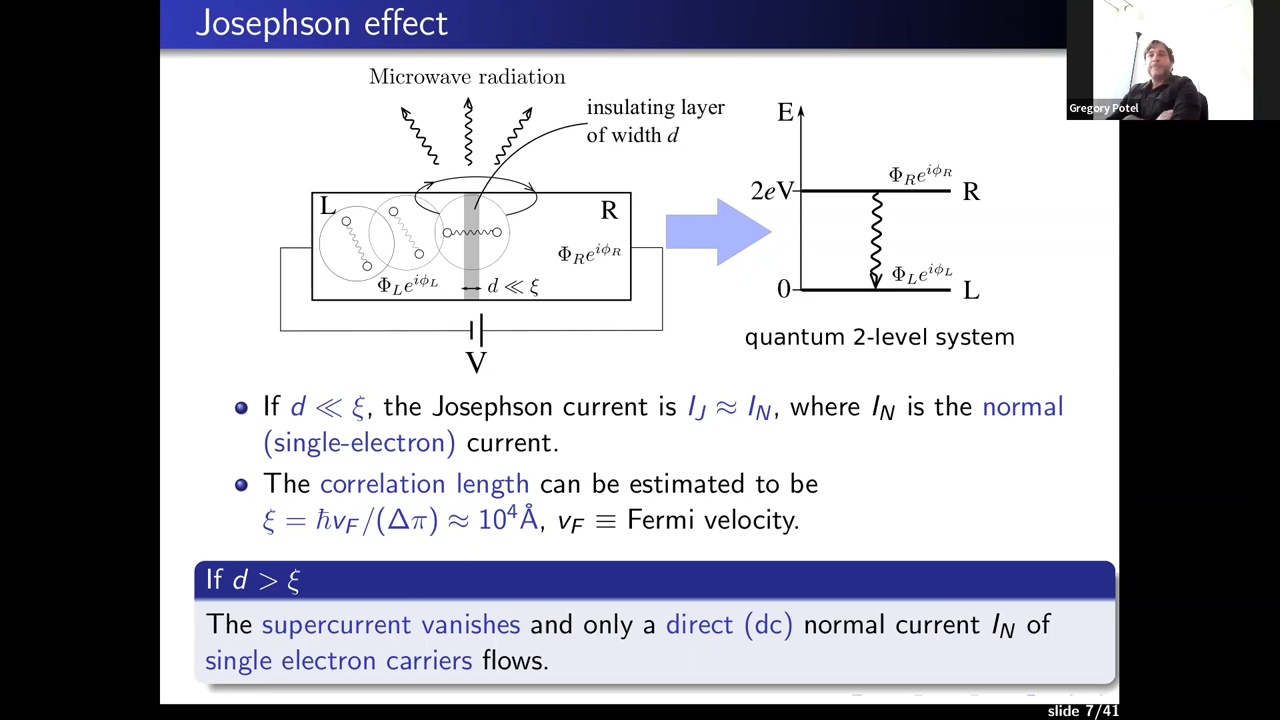 Josephson effect
Gregory Potel
Microwave radiation
insulating layer
of width d
L
R
Φ_L e^{iϕ_L}
Φ_R e^{iϕ_R}
d ≪ ξ
V
E
2eV
0
Φ_R e^{iϕ_R}
R
Φ_L e^{iϕ_L}
L
quantum 2-level system
If d ≪ ξ, the Josephson current is I_J ≈ I_N, where I_N is the normal
(single-electron) current.
The correlation length can be estimated to be
ξ = ℏv_F/(Δπ) ≈ 10^4Å, v_F ≡ Fermi velocity.
If d > ξ
The supercurrent vanishes and only a direct (dc) normal current I_N of
single electron carriers flows.
slide 7/41